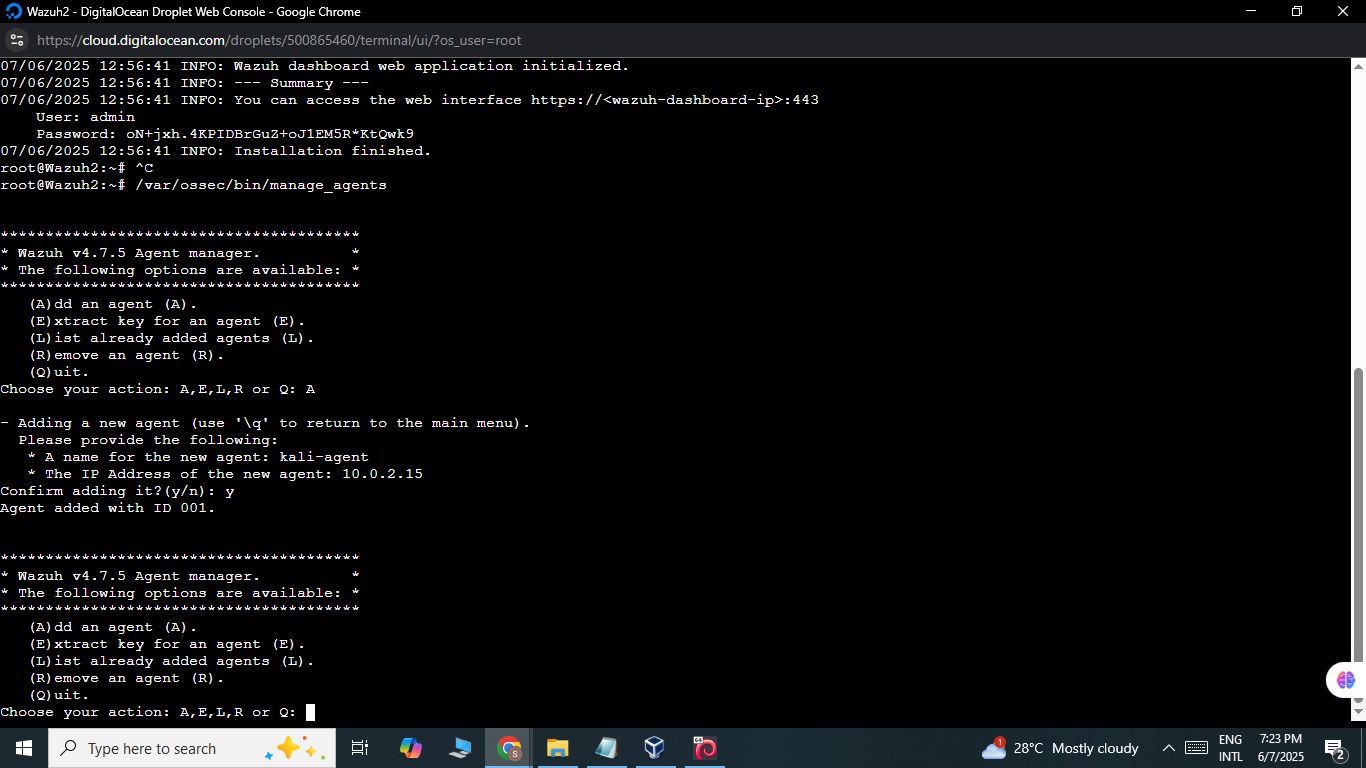 Wazuh2 - DigitalOcean Droplet Web Console - Google Chrome
https://cloud.digitalocean.com/droplets/500865460/terminal/ui/?os_user=root
07/06/2025 12:56:41 INFO: Wazuh dashboard web application initialized.
07/06/2025 12:56:41 INFO: --- Summary ---
07/06/2025 12:56:41 INFO: You can access the web interface https://<wazuh-dashboard-ip>:443
User: admin
Password: oN+jxh.4KPIDBrGuZ+oJ1EM5R*KtQwk9
07/06/2025 12:56:41 INFO: Installation finished.
root@Wazuh2:~# ^C
root@Wazuh2:~# /var/ossec/bin/manage_agents
****************************************
* Wazuh v4.7.5 Agent manager.          *
* The following options are available: *
****************************************
(A)dd an agent (A).
(E)xtract key for an agent (E).
(L)ist already added agents (L).
(R)emove an agent (R).
(Q)uit.
Choose your action: A,E,L,R or Q: A
- Adding a new agent (use '\q' to return to the main menu).
Please provide the following:
* A name for the new agent: kali-agent
* The IP Address of the new agent: 10.0.2.15
Confirm adding it?(y/n): y
Agent added with ID 001.
****************************************
* Wazuh v4.7.5 Agent manager.          *
* The following options are available: *
****************************************
(A)dd an agent (A).
(E)xtract key for an agent (E).
(L)ist already added agents (L).
(R)emove an agent (R).
(Q)uit.
Choose your action: A,E,L,R or Q:
Type here to search
S
64
1
28°C Mostly cloudy
ENG
INTL
7:23 PM
6/7/2025
2